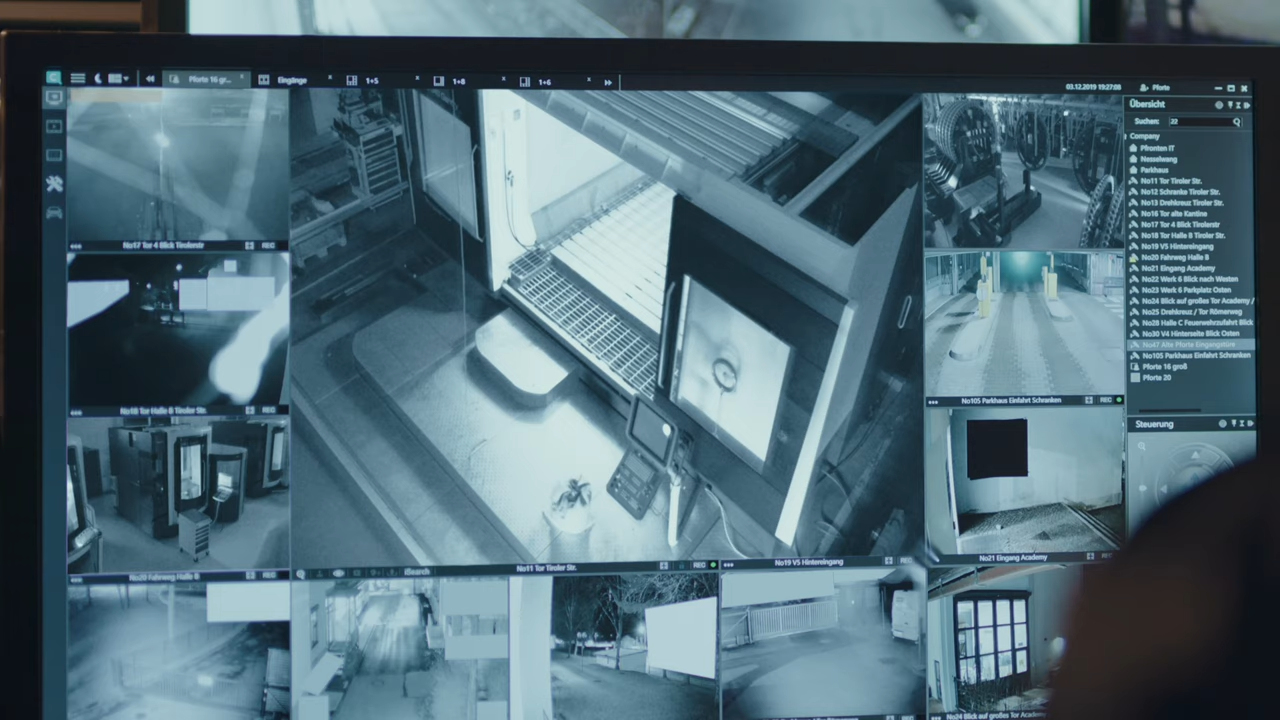 Pforte 16 gr...
Eingänge
1+5
1+8
1+6
03.12.2019 19:27:08
Pforte
Übersicht
Suchen:
Company
Pfronten IT
Nesselwang
Parkhaus
No11 Tor Tiroler Str.
No12 Schranke Tiroler Str.
No13 Drehkreuz Tiroler Str.
No16 Tor alte Kantine
No17 Tor 4 Blick Tirolerstr
No18 Tor Halle B Tiroler Str.
No19 V5 Hintereingang
No20 Fahrweg Halle B
No21 Eingang Academy
No22 Werk 6 Blick nach Westen
No23 Werk 6 Parkplatz Osten
No24 Blick auf großes Tor Academy /
No25 Drehkreuz / Tor Römerweg
No28 Halle C Feuerwehrzufahrt Blick
No30 V4 Hinterseite Blick Osten
No47 Alte Pforte Eingangstüre
No105 Parkhaus Einfahrt Schranken
Pforte 16 groß
Pforte 20
Steuerung
No17 Tor 4 Blick Tirolerstr
REC
No18 Tor Halle B Tiroler Str.
REC
No20 Fahrweg Halle B
REC
iSearch
No11 Tor Tiroler Str.
REC
No19 V5 Hintereingang
REC
No105 Parkhaus Einfahrt Schranken
REC
No21 Eingang Academy
REC
No24 Blick auf großes Tor Academy